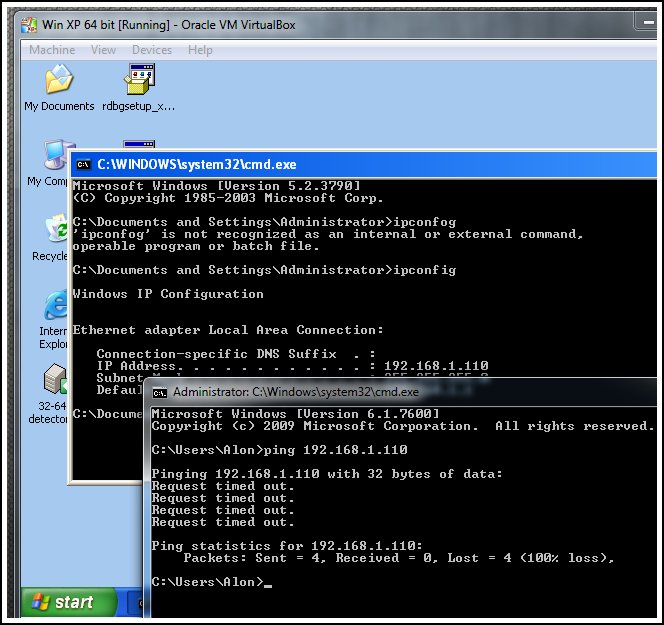 Win XP 64 bit [Running] - Oracle VM VirtualBox
Machine View Devices Help
My Documents rdbgsetup_x...
My Comp
Recycle
Intern
Explor
32-64
detector
C:\WINDOWS\system32\cmd.exe
Microsoft Windows [Version 5.2.3790]
(C) Copyright 1985-2003 Microsoft Corp.
C:\Documents and Settings\Administrator>ipconfog
'ipconfog' is not recognized as an internal or external command,
operable program or batch file.
C:\Documents and Settings\Administrator>ipconfig
Windows IP Configuration
Ethernet adapter Local Area Connection:
Connection-specific DNS Suffix . :
IP Address. . . . . . . . . . . . : 192.168.1.110
Subnet
Defau
C:\Docume
Administrator: C:\Windows\system32\cmd.exe
Microsoft Windows [Version 6.1.7600]
Copyright (c) 2009 Microsoft Corporation. All rights reserved.
C:\Users\Alon>ping 192.168.1.110
Pinging 192.168.1.110 with 32 bytes of data:
Request timed out.
Request timed out.
Request timed out.
Request timed out.
Ping statistics for 192.168.1.110:
Packets: Sent = 4, Received = 0, Lost = 4 (100% loss),
C:\Users\Alon>_
start